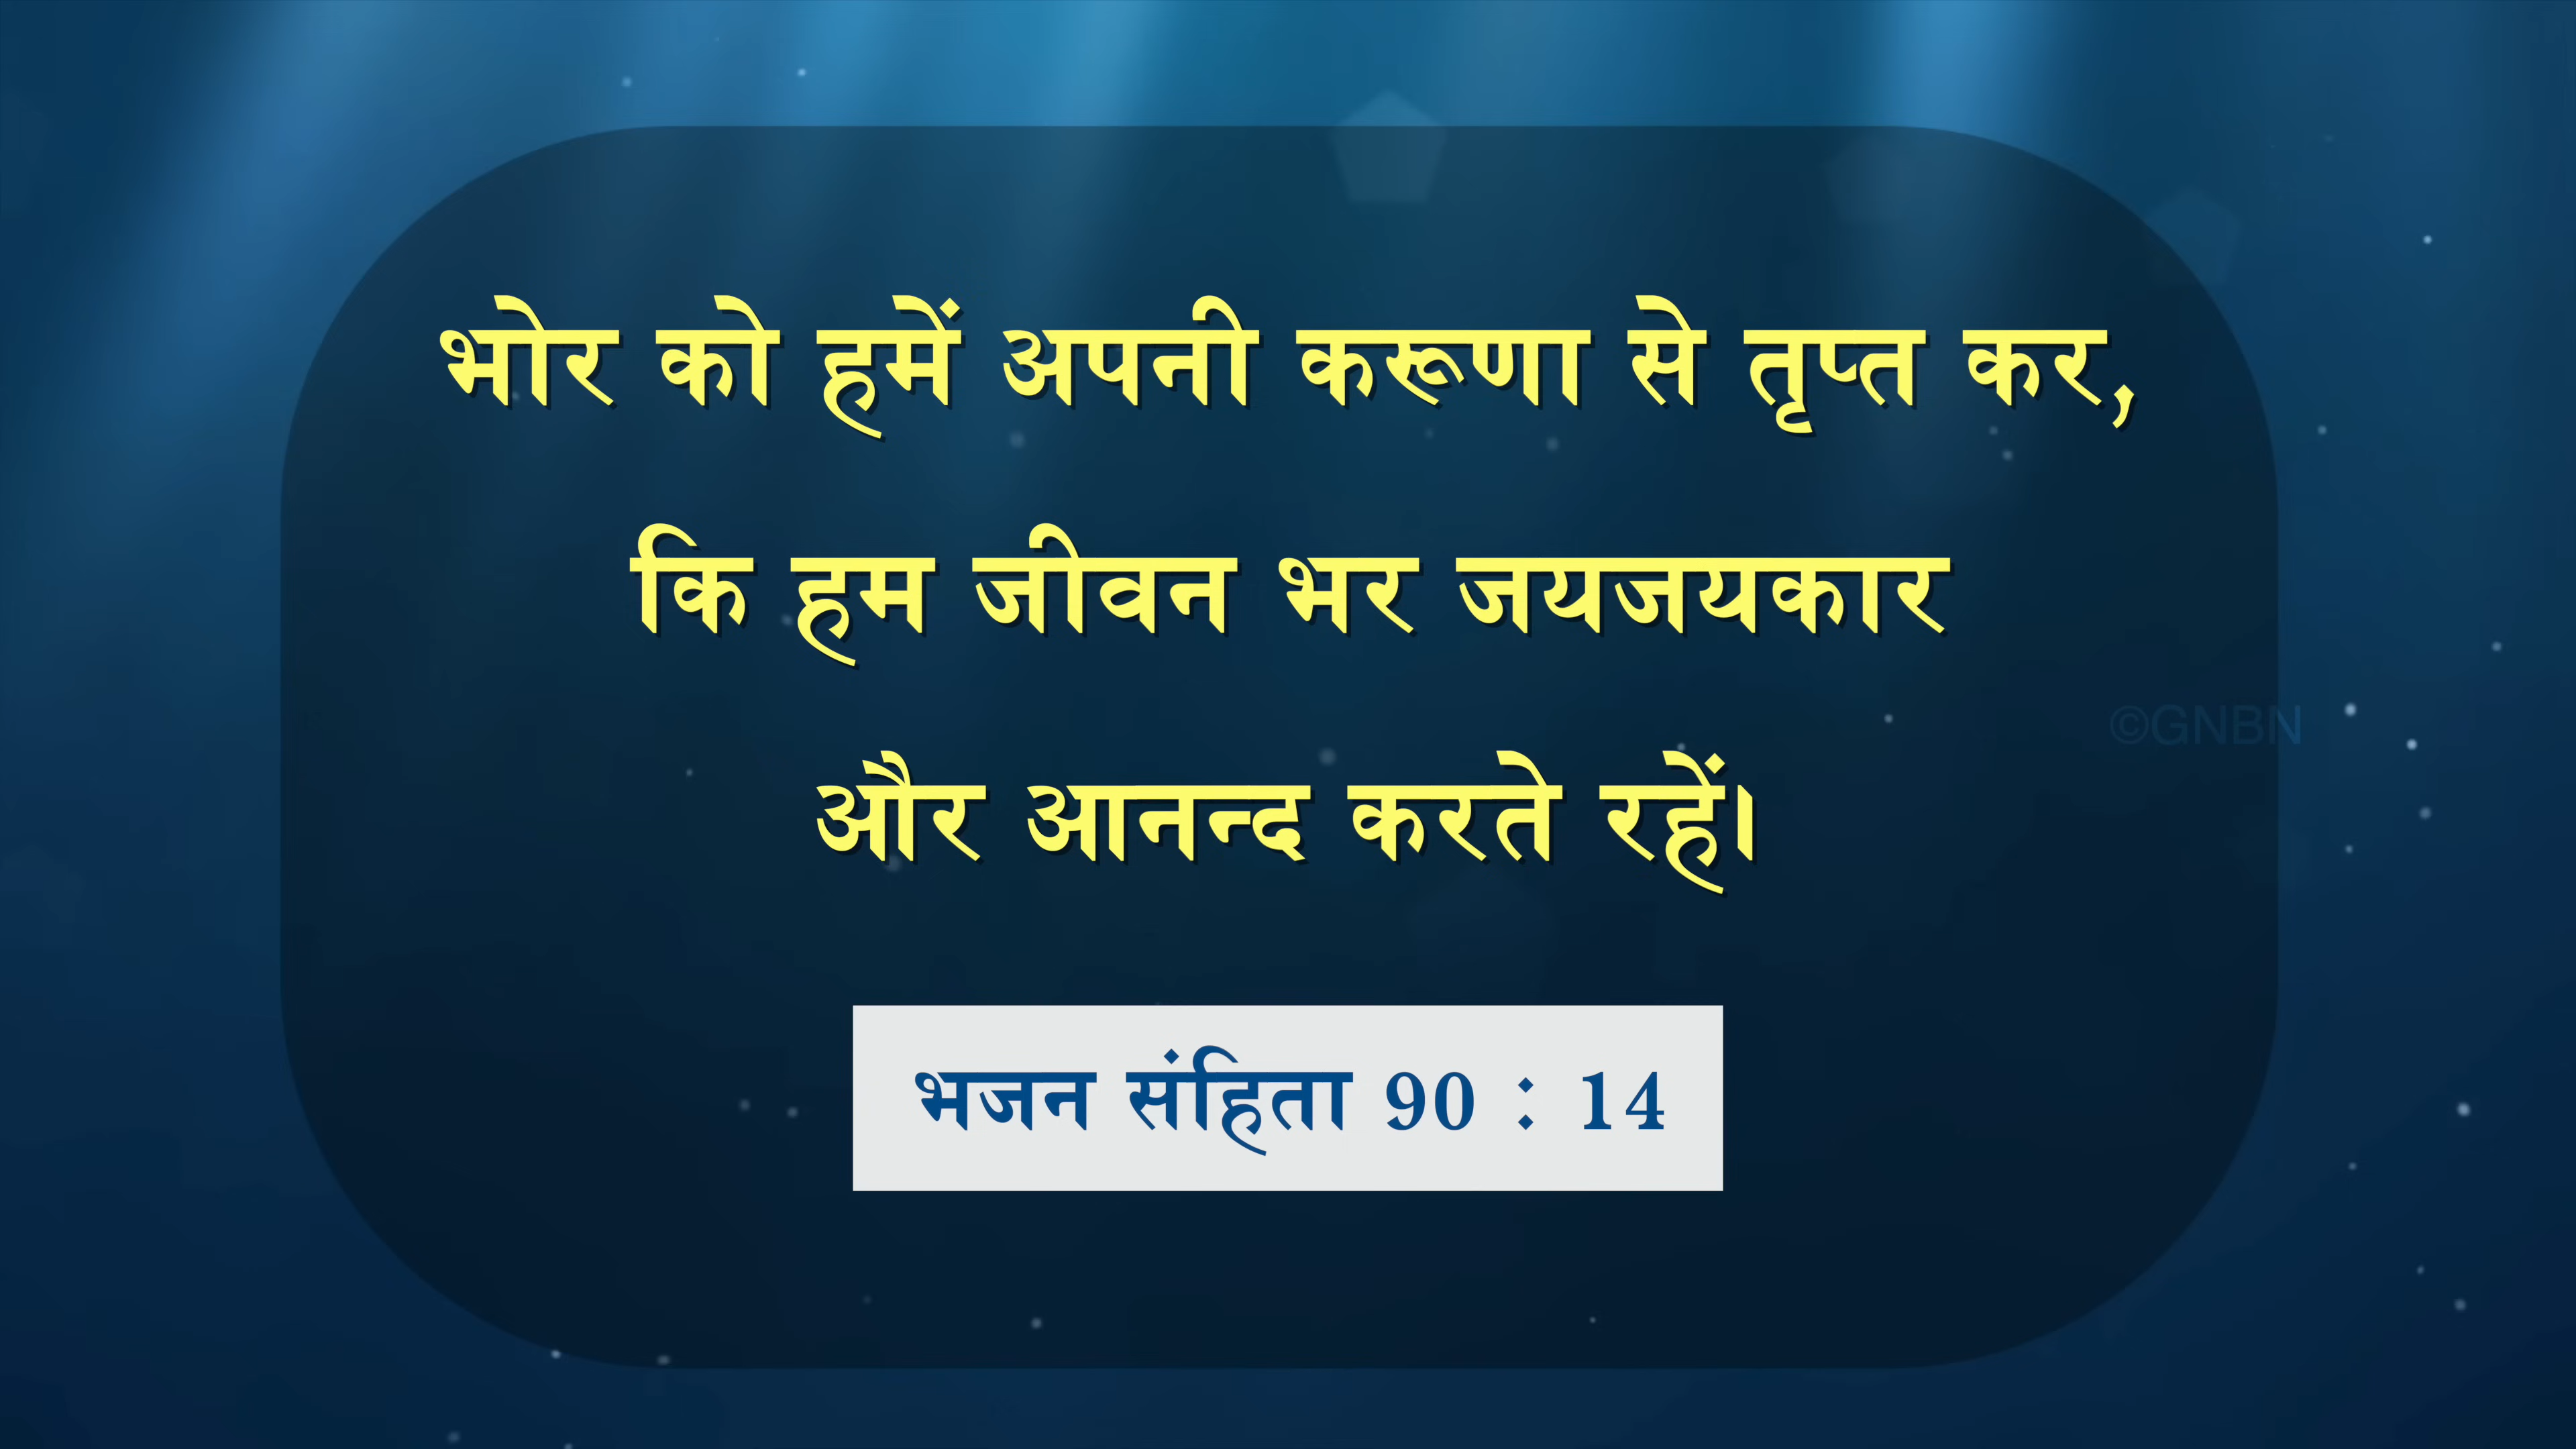 भोर को हमें अपनी करूणा से तृप्त कर,
कि हम जीवन भर जयजयकार
और आनन्द करते रहें।
©GNBN
भजन संहिता 90 : 14